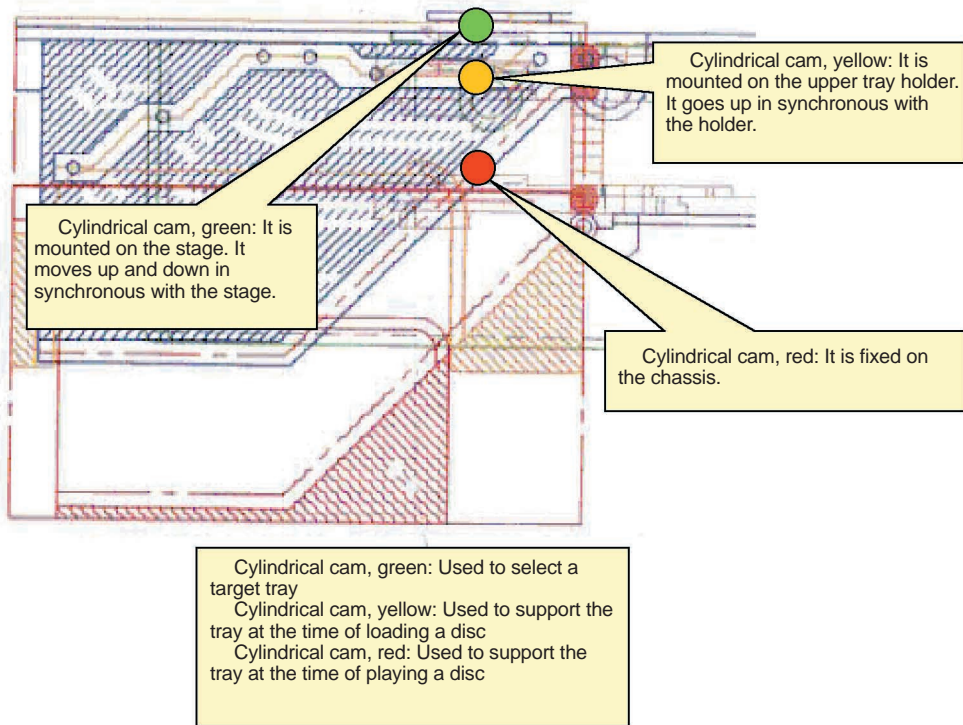 Cylindrical cam, yellow: It is
mounted on the upper tray holder.
It goes up in synchronous with
the holder.
Cylindrical cam, green: It is
mounted on the stage. It
moves up and down in
synchronous with the stage.
Cylindrical cam, red: It is fixed on
the chassis.
Cylindrical cam, green: Used to select a
target tray
Cylindrical cam, yellow: Used to support the
tray at the time of loading a disc
Cylindrical cam, red: Used to support the
tray at the time of playing a disc